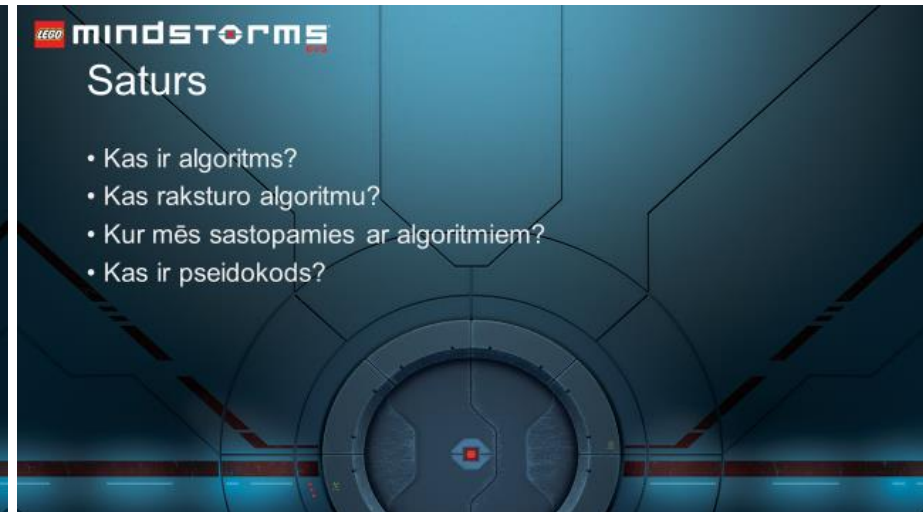 LEGO mindstorms
Saturs
• Kas ir algoritms?
• Kas raksturo algoritmu?
• Kur mēs sastopamies ar algoritmiem?
• Kas ir pseidokods?